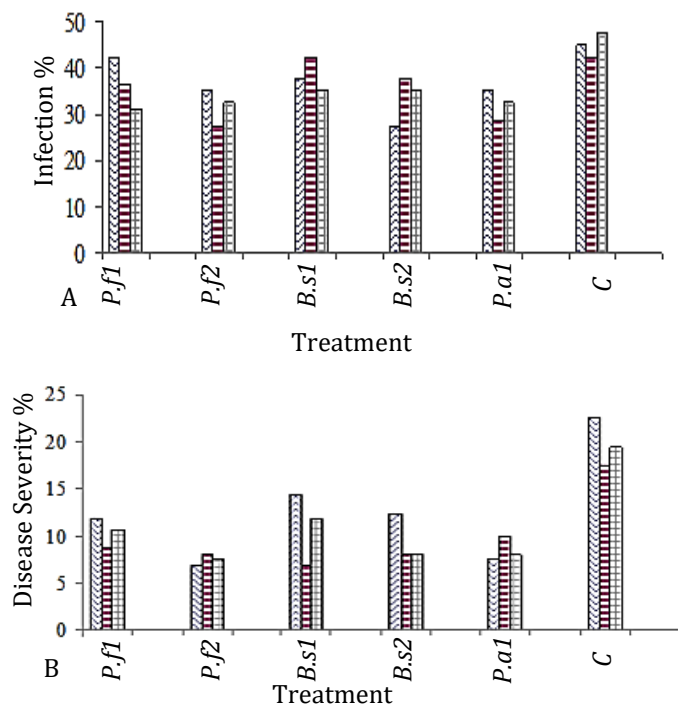 50
40
30
20
10
0
Infection %
P.f1 P.f2 B.s1 B.s2 P.a1 C
A
Treatment
25
20
15
10
5
0
Disease Severity %
P.f1 P.f2 B.s1 B.s2 P.a1 C
B
Treatment